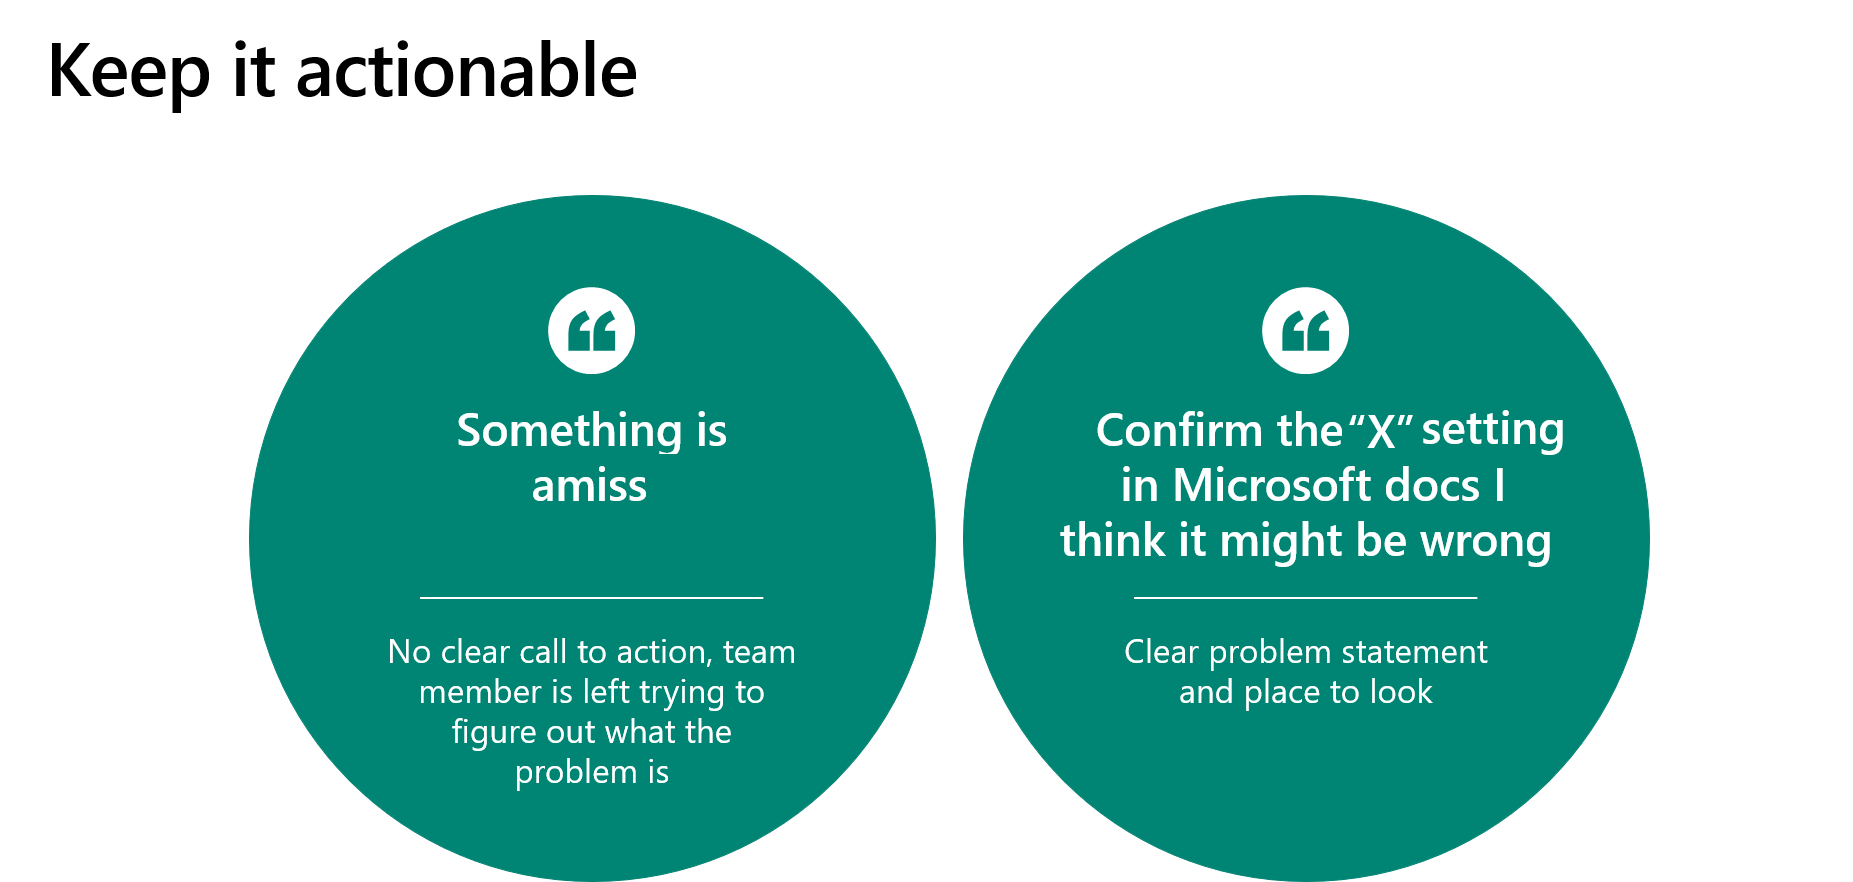 Keep it actionable
Something is
amiss
No clear call to action, team
member is left trying to
figure out what the
problem is
Confirm the “X” setting
in Microsoft docs I
think it might be wrong
Clear problem statement
and place to look